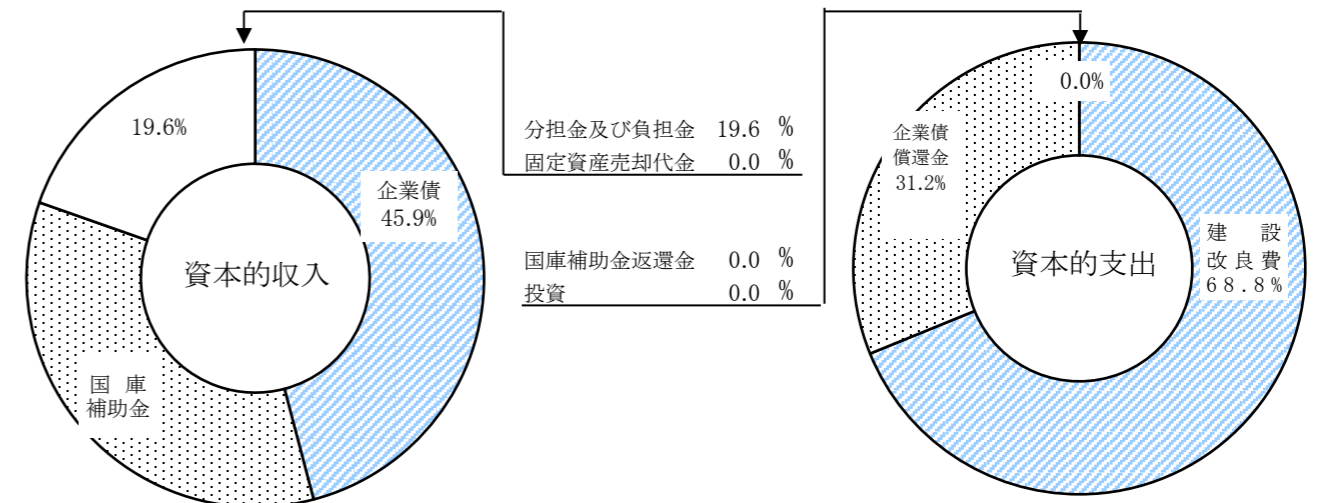 19.6%
企業債
45.9%
資本的収入
国庫
補助金
分担金及び負担金 19.6 %
固定資産売却代金 0.0 %
国庫補助金返還金 0.0 %
投資 0.0 %
0.0%
企業債
償還金
31.2%
資本的支出
建設
改良費
68.8%